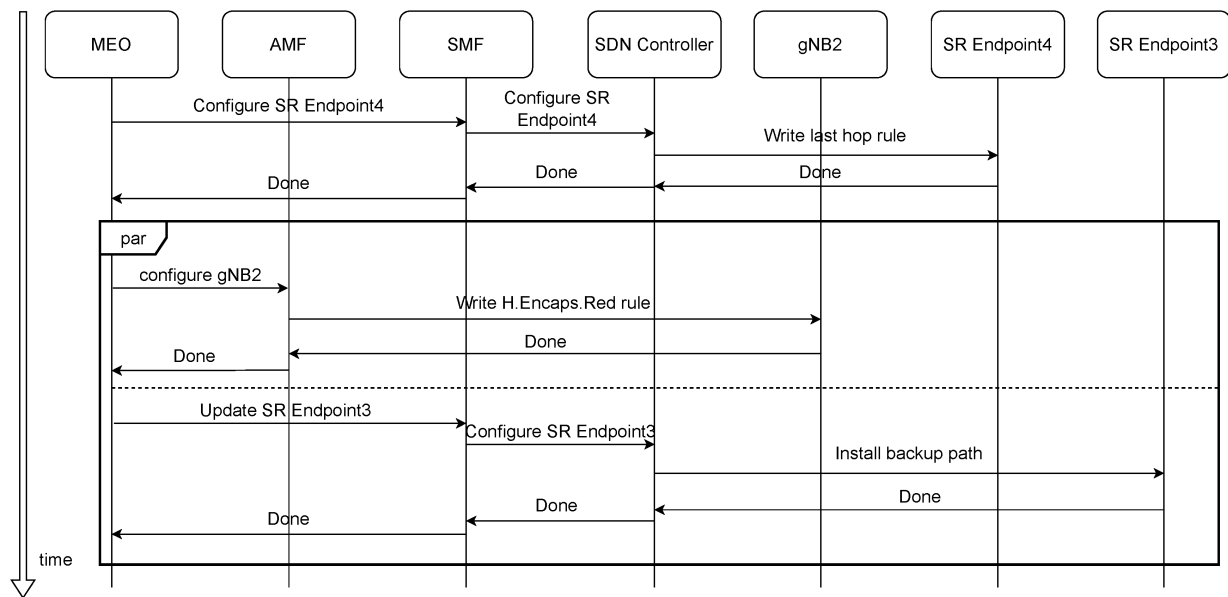 MEO
AMF
SMF
SDN Controller
gNB2
SR Endpoint4
SR Endpoint3
Configure SR Endpoint4
Configure SR
Endpoint4
Write last hop rule
Done
Done
Done
par
configure gNB2
Write H.Encaps.Red rule
Done
Done
Update SR Endpoint3
Configure SR Endpoint3
Install backup path
Done
Done
Done
time